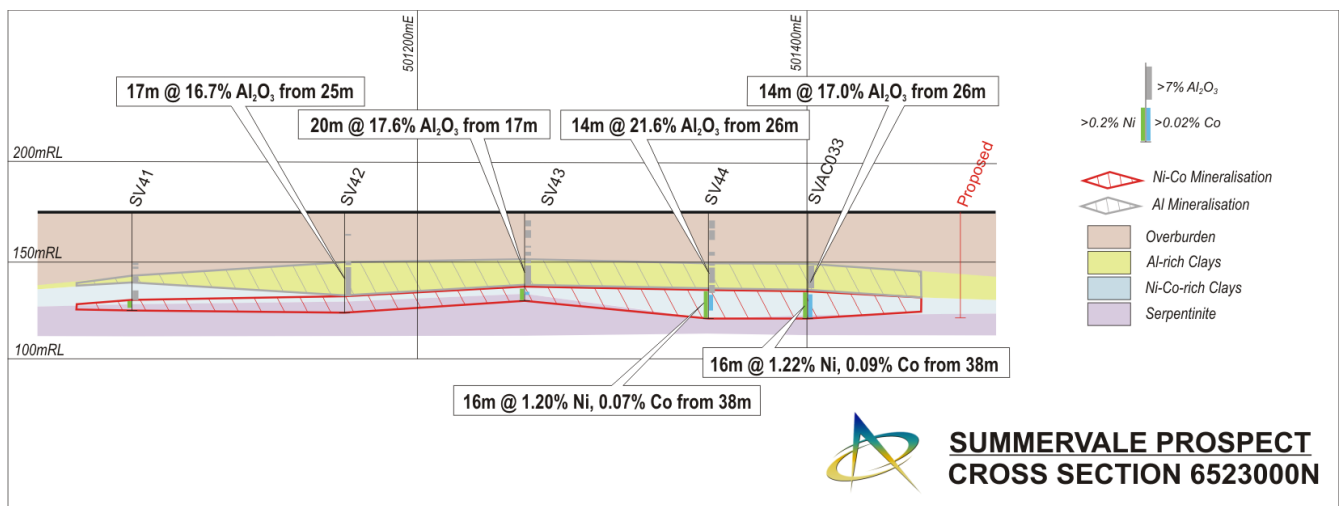 501200mE
501400mE
17m @ 16.7% Al₂O₃ from 25m
20m @ 17.6% Al₂O₃ from 17m
14m @ 21.6% Al₂O₃ from 26m
14m @ 17.0% Al₂O₃ from 26m
>7% Al₂O₃
>0.2% Ni
>0.02% Co
200mRL
SV41
SV42
SV43
SV44
SVAC033
Proposed
Ni-Co Mineralisation
Al Mineralisation
Overburden
Al-rich Clays
Ni-Co-rich Clays
Serpentinite
150mRL
100mRL
16m @ 1.22% Ni, 0.09% Co from 38m
16m @ 1.20% Ni, 0.07% Co from 38m
SUMMERVALE PROSPECT
CROSS SECTION 6523000N